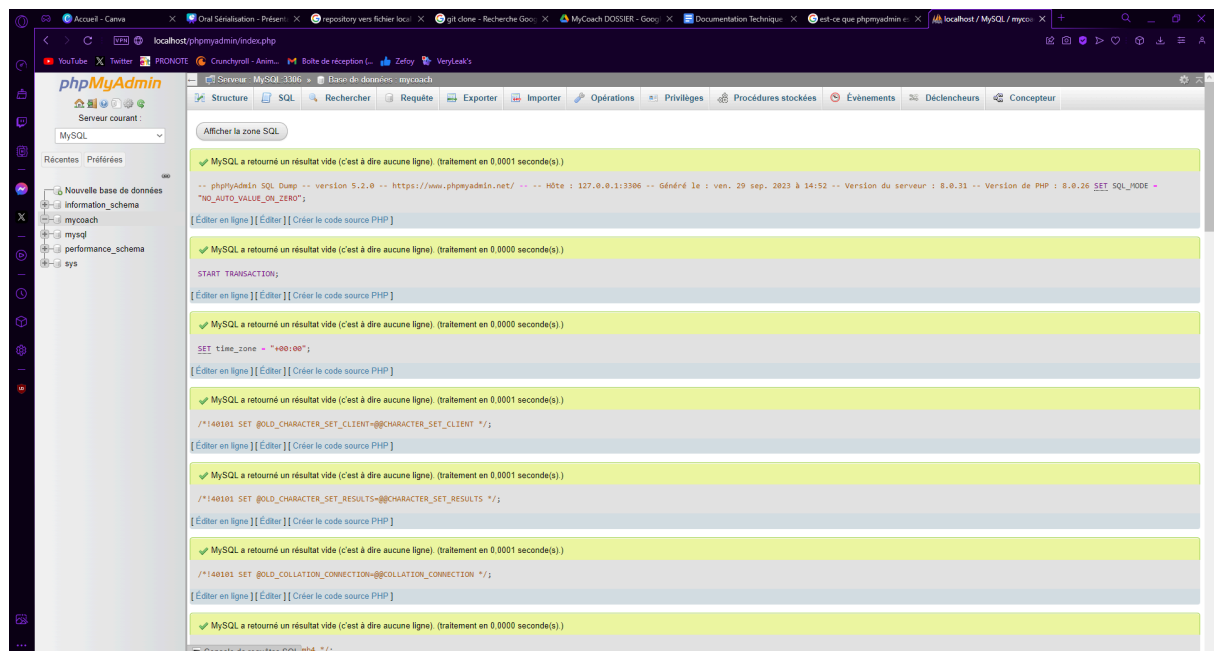 Accueil - Canva
Oral Sérialisation - Présent
repository vers fichier local
git clone - Recherche Goog
MyCoach DOSSIER - Goog
Documentation Technique
est-ce que phpmyadmin e
localhost / MySQL / mycoa
VPN
localhost/phpmyadmin/index.php
YouTube
Twitter
PRONOTE
Crunchyroll - Anim...
Boîte de réception (...
Zefoy
VeryLeak's
phpMyAdmin
Serveur courant :
MySQL
Récentes
Préférées
Nouvelle base de données
information_schema
mycoach
mysql
performance_schema
sys
Serveur : MySQL:3306 » Base de données : mycoach
Structure
SQL
Rechercher
Requête
Exporter
Importer
Opérations
Privilèges
Procédures stockées
Évènements
Déclencheurs
Concepteur
Afficher la zone SQL
MySQL a retourné un résultat vide (c'est à dire aucune ligne). (traitement en 0,0001 seconde(s).)
-- phpMyAdmin SQL Dump -- version 5.2.0 -- https://www.phpmyadmin.net/ -- -- Hôte : 127.0.0.1:3306 -- Généré le : ven. 29 sep. 2023 à 14:52 -- Version du serveur : 8.0.31 -- Version de PHP : 8.0.26 SET SQL_MODE =
"NO_AUTO_VALUE_ON_ZERO";
[ Éditer en ligne ] [ Éditer ] [ Créer le code source PHP ]
MySQL a retourné un résultat vide (c'est à dire aucune ligne). (traitement en 0,0000 seconde(s).)
START TRANSACTION;
[ Éditer en ligne ] [ Éditer ] [ Créer le code source PHP ]
MySQL a retourné un résultat vide (c'est à dire aucune ligne). (traitement en 0,0000 seconde(s).)
SET time_zone = "+00:00";
[ Éditer en ligne ] [ Éditer ] [ Créer le code source PHP ]
MySQL a retourné un résultat vide (c'est à dire aucune ligne). (traitement en 0,0001 seconde(s).)
/*!40101 SET @OLD_CHARACTER_SET_CLIENT=@@CHARACTER_SET_CLIENT */;
[ Éditer en ligne ] [ Éditer ] [ Créer le code source PHP ]
MySQL a retourné un résultat vide (c'est à dire aucune ligne). (traitement en 0,0001 seconde(s).)
/*!40101 SET @OLD_CHARACTER_SET_RESULTS=@@CHARACTER_SET_RESULTS */;
[ Éditer en ligne ] [ Éditer ] [ Créer le code source PHP ]
MySQL a retourné un résultat vide (c'est à dire aucune ligne). (traitement en 0,0001 seconde(s).)
/*!40101 SET @OLD_COLLATION_CONNECTION=@@COLLATION_CONNECTION */;
[ Éditer en ligne ] [ Éditer ] [ Créer le code source PHP ]
MySQL a retourné un résultat vide (c'est à dire aucune ligne). (traitement en 0,0000 seconde(s).)
Console de requêtes SQL mb4 */;